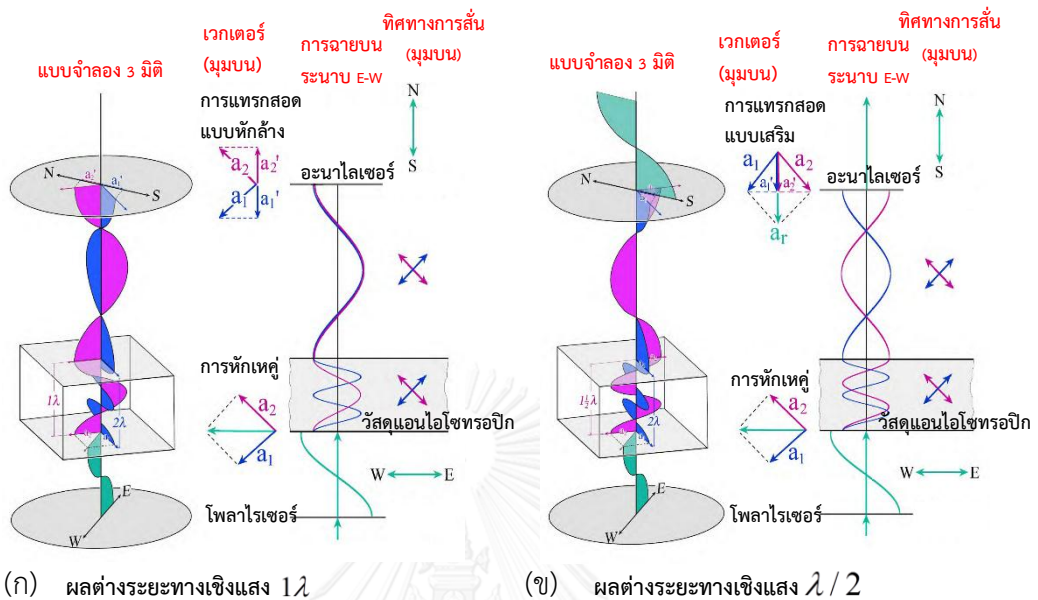 แบบจำลอง 3 มิติ
เวกเตอร์
(มุมบน)
การฉายบน
ระนาบ E-W
ทิศทางการสั่น
(มุมบน)
การแทรกสอด
แบบหักล้าง
N
S
a₂
a₂'
a₁
a₁'
อะนาไลเซอร์
N
S
a₂'
a₁'
1λ
2λ
การหักเหคู่
a₂
a₁
วัสดุแอนไอโซทรอปิก
W
E
โพลาไรเซอร์
E
W
(ก) ผลต่างระยะทางเชิงแสง 1λ
แบบจำลอง 3 มิติ
เวกเตอร์
(มุมบน)
การฉายบน
ระนาบ E-W
ทิศทางการสั่น
(มุมบน)
การแทรกสอด
แบบเสริม
N
S
a₁
a₂
a₁'
a₂'
aᵣ
อะนาไลเซอร์
N
S
1½λ
2λ
การหักเหคู่
a₂
a₁
วัสดุแอนไอโซทรอปิก
W
E
โพลาไรเซอร์
E
W
(ข) ผลต่างระยะทางเชิงแสง λ / 2